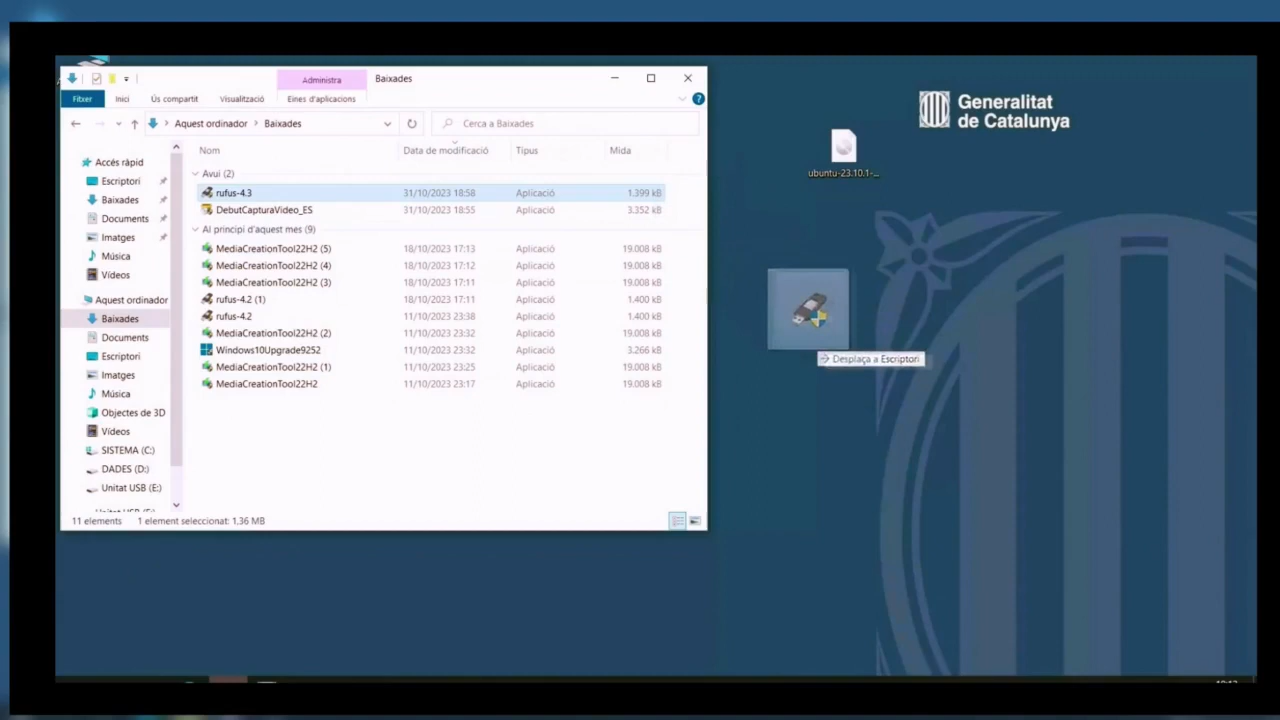 Administra
Baixades
Fitxer
Inici
Ús compartit
Visualització
Eines d'aplicacions
Aquest ordinador > Baixades
Cerca a Baixades
Nom
Data de modificació
Tipus
Mida
Avui (2)
rufus-4.3 31/10/2023 18:58 Aplicació 1.399 kB
DebutCapturaVideo_ES 31/10/2023 18:55 Aplicació 3.352 kB
Al principi d'aquest mes (9)
MediaCreationTool22H2 (5) 18/10/2023 17:13 Aplicació 19.008 kB
MediaCreationTool22H2 (4) 18/10/2023 17:12 Aplicació 19.008 kB
MediaCreationTool22H2 (3) 18/10/2023 17:11 Aplicació 19.008 kB
rufus-4.2 (1) 18/10/2023 17:11 Aplicació 1.400 kB
rufus-4.2 11/10/2023 23:38 Aplicació 1.400 kB
MediaCreationTool22H2 (2) 11/10/2023 23:32 Aplicació 19.008 kB
Windows10Upgrade9252 11/10/2023 23:32 Aplicació 3.266 kB
MediaCreationTool22H2 (1) 11/10/2023 23:25 Aplicació 19.008 kB
MediaCreationTool22H2 11/10/2023 23:17 Aplicació 19.008 kB
Accés ràpid
Escriptori
Baixades
Documents
Imatges
Música
Vídeos
Aquest ordinador
Baixades
Documents
Escriptori
Imatges
Música
Objectes de 3D
Vídeos
SISTEMA (C:)
DADES (D:)
Unitat USB (E:)
11 elements
1 element seleccionat: 1,36 MB
Generalitat
de Catalunya
ubuntu-23.10.1-...
Desplaça a Escriptori